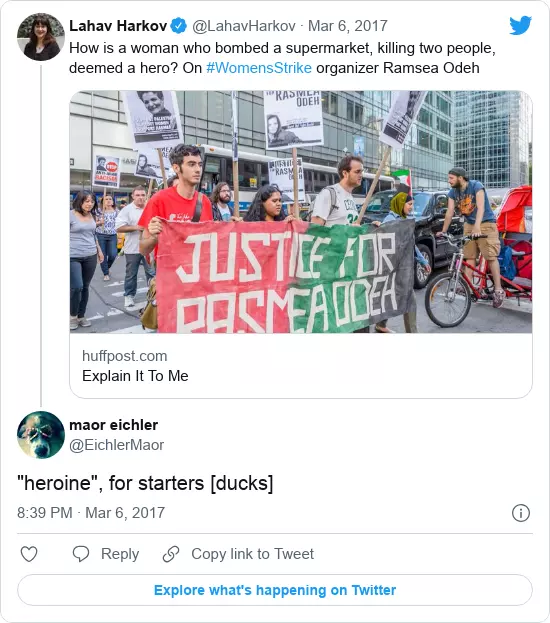 Lahav Harkov @LahavHarkov · Mar 6, 2017
How is a woman who bombed a supermarket, killing two people,
deemed a hero? On #WomensStrike organizer Ramsea Odeh
RASMEA
ODEH
JUSTICE FOR
RASMEA ODEH
huffpost.com
Explain It To Me
maor eichler
@EichlerMaor
"heroine", for starters [ducks]
8:39 PM · Mar 6, 2017
Reply
Copy link to Tweet
Explore what's happening on Twitter